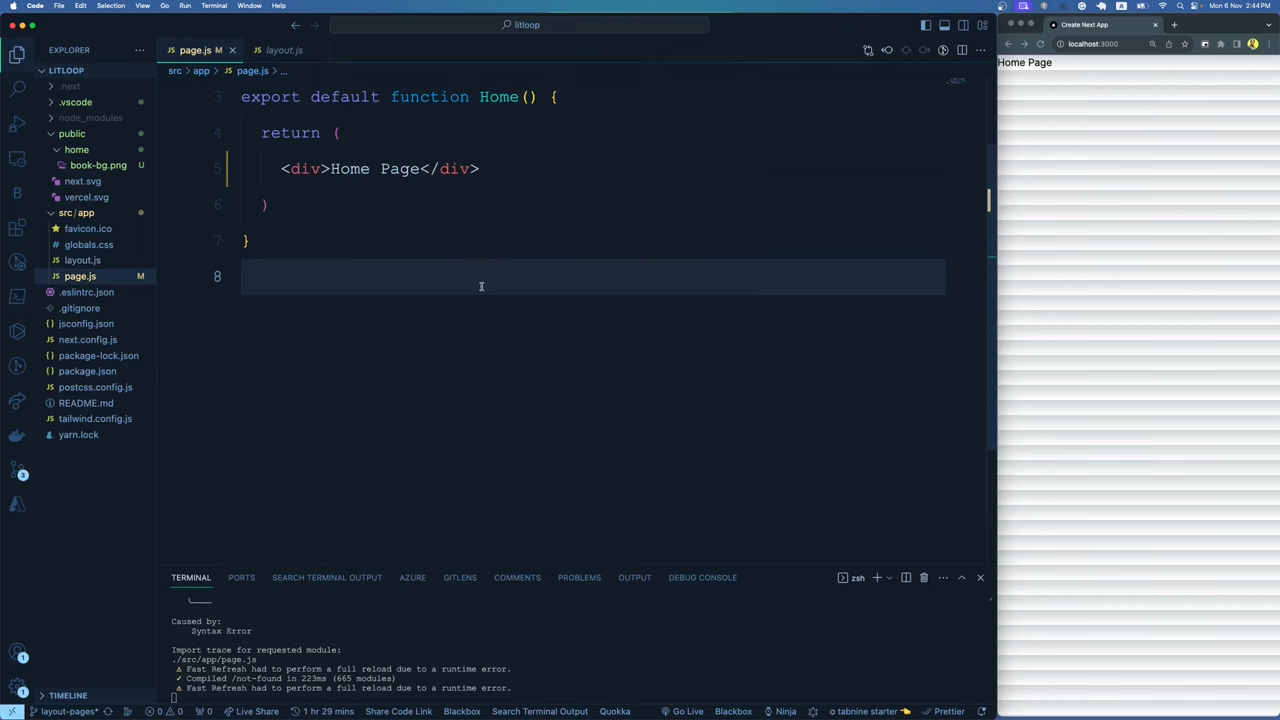 Code File Edit Selection View Go Run Terminal Window Help
Mon 6 Nov 2:44 PM
litloop
Create Next App
EXPLORER
page.js M
layout.js
localhost:3000
LITLOOP
src app page.js ...
Home Page
.next
.vscode
node_modules
public
home
book-bg.png U
next.svg
vercel.svg
src/app
favicon.ico
globals.css
layout.js
page.js M
.eslintrc.json
.gitignore
jsconfig.json
next.config.js
package-lock.json
package.json
postcss.config.js
README.md
tailwind.config.js
yarn.lock
3 export default function Home() {
4 return (
5 <div>Home Page</div>
6 )
7 }
8
TERMINAL PORTS SEARCH TERMINAL OUTPUT AZURE GITLENS COMMENTS PROBLEMS OUTPUT DEBUG CONSOLE
zsh
Caused by:
Syntax Error
Import trace for requested module:
./src/app/page.js
⚠ Fast Refresh had to perform a full reload due to a runtime error.
✓ Compiled /not-found in 223ms (665 modules)
⚠ Fast Refresh had to perform a full reload due to a runtime error.
3
1
1
TIMELINE
layout-pages* 0 0 0 Live Share 1 hr 29 mins Share Code Link Blackbox Search Terminal Output Quokka Go Live Blackbox Ninja tabnine starter Prettier